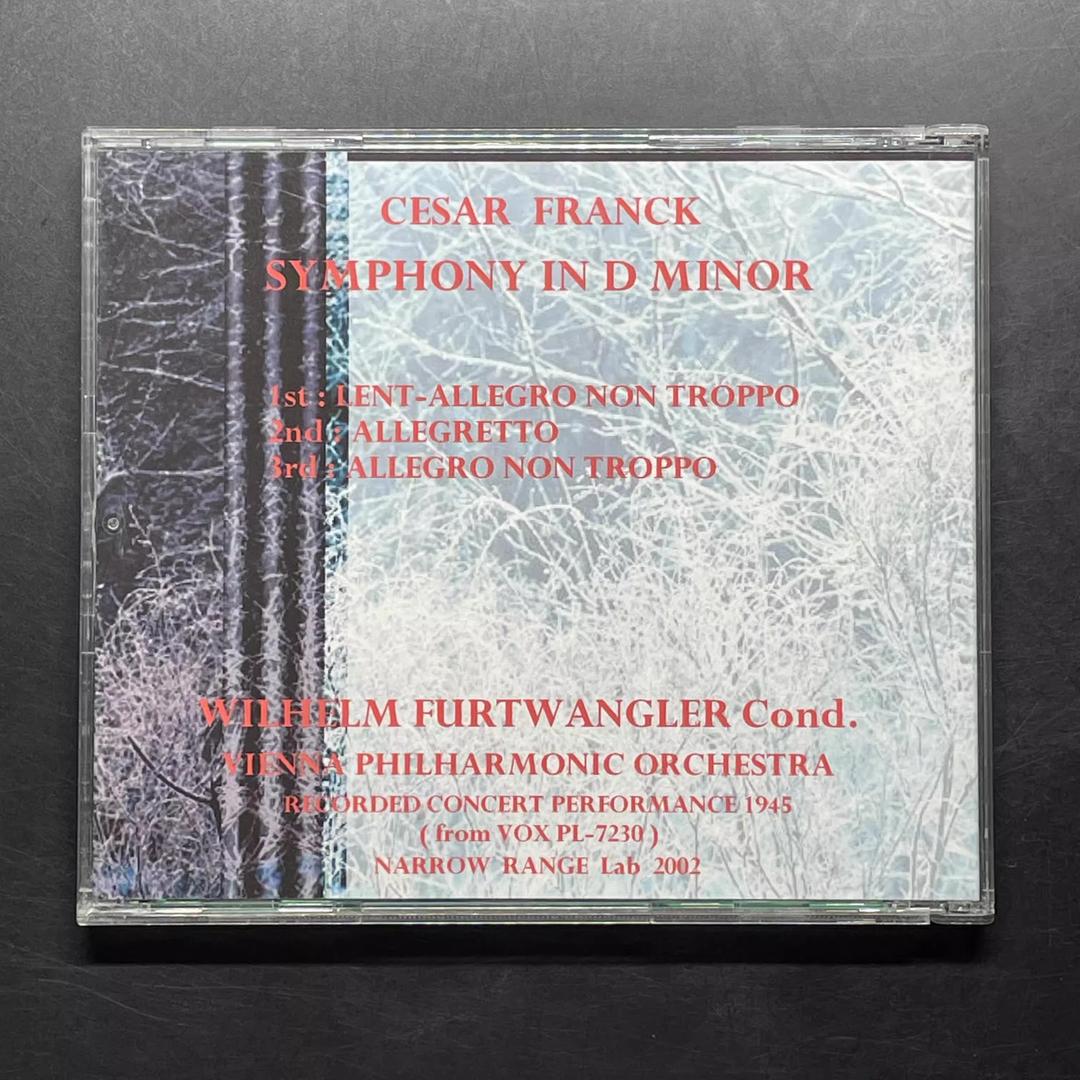 CESAR FRANCK
SYMPHONY IN D MINOR
1st : LENT-ALLEGRO NON TROPPO
2nd : ALLEGRETTO
3rd : ALLEGRO NON TROPPO
WILHELM FURTWANGLER Cond.
VIENNA PHILHARMONIC ORCHESTRA
RECORDED CONCERT PERFORMANCE 1945
( from VOX PL-7230 )
NARROW RANGE Lab 2002